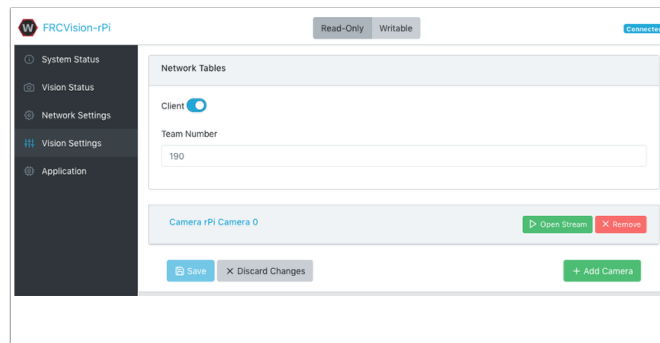 W FRCVision-rPi
Read-Only Writable
Connected
System Status
Vision Status
Network Settings
Vision Settings
Application
Network Tables
Client
Team Number
190
Camera rPi Camera 0
Open Stream
Remove
Save
Discard Changes
+ Add Camera